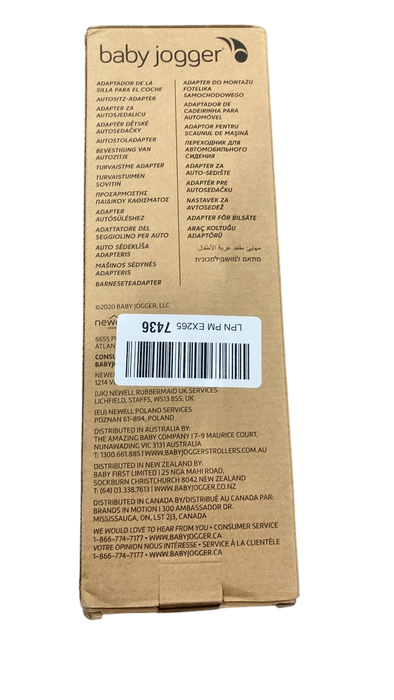 baby jogger
ADAPTADOR DE LA
SILLA PARA EL COCHE
AUTOSITZ-ADAPTER
ADAPTER ZA
AUTOSJEDALICU
ADAPTÉR DĚTSKÉ
AUTOSEDAČKY
AUTOSTOLADAPTER
BEVESTIGING VAN
AUTOZITJE
TURVAISTME ADAPTER
TURVAISTUIMEN
SOVITIN
ΠΡΟΣΑΡΜΟΣΤΗΣ
ΠΑΙΔΙΚΟΥ ΚΑΘΙΣΜΑΤΟΣ
ADAPTER
AUTÓSÜLÉSHEZ
ADATTATORE DEL
SEGGIOLINO PER AUTO
AUTO SĒDEKLĪŠA
ADAPTERIS
MAŠINOS SĖDYNĖS
ADAPTERIS
BARNESETEADAPTER
ADAPTER DO MONTAŻU
FOTELIKA
SAMOCHODOWEGO
ADAPTADOR DE
CADEIRINHA PARA
AUTOMÓVEL
ADAPTOR PENTRU
SCAUNUL DE MAŞINĂ
ПЕРЕХОДНИК ДЛЯ
АВТОМОБИЛЬНОГО
СИДЕНИЯ
ADAPTER ZA
AUTO-SEDIŠTE
ADAPTÉR PRE
AUTOSEDAČKU
NASTAVEK ZA
AVTOSEDEŽ
ADAPTER FÖR BILSÄTE
ARAÇ KOLTUĞU
ADAPTÖRÜ
مهايئ مقعد عربة الأطفال
מתאם למושב למכונית
©2020 BABY JOGGER, LLC
LPN PM EX265 7436
6655
(UK) NEWELL RUBBERMAID UK SERVICES
LICHFIELD, STAFFS, WS13 8SS, UK
(EU) NEWELL POLAND SERVICES
POZNAN 61-894, POLAND
DISTRIBUTED IN AUSTRALIA BY:
THE AMAZING BABY COMPANY | 7-9 MAURICE COURT,
NUNAWADING VIC 3131 AUSTRALIA
T: 1300.661.885 | WWW.BABYJOGGERSTROLLERS.COM.AU
DISTRIBUTED IN NEW ZEALAND BY:
BABY FIRST LIMITED | 25 NGA MAHI ROAD,
SOCKBURN CHRISTCHURCH 8042 NEW ZEALAND
T: (64) 03.338.7613 | WWW.BABYJOGGER.CO.NZ
DISTRIBUTED IN CANADA BY/DISTRIBUÉ AU CANADA PAR:
BRANDS IN MOTION | 300 AMBASSADOR DR.
MISSISSAUGA, ON, L5T 2J3, CANADA
WE WOULD LOVE TO HEAR FROM YOU • CONSUMER SERVICE
1-866-774-7177 • WWW.BABYJOGGER.CA
VOTRE OPINION NOUS INTÉRESSE • SERVICE À LA CLIENTÈLE
1-866-774-7177 • WWW.BABYJOGGER.CA